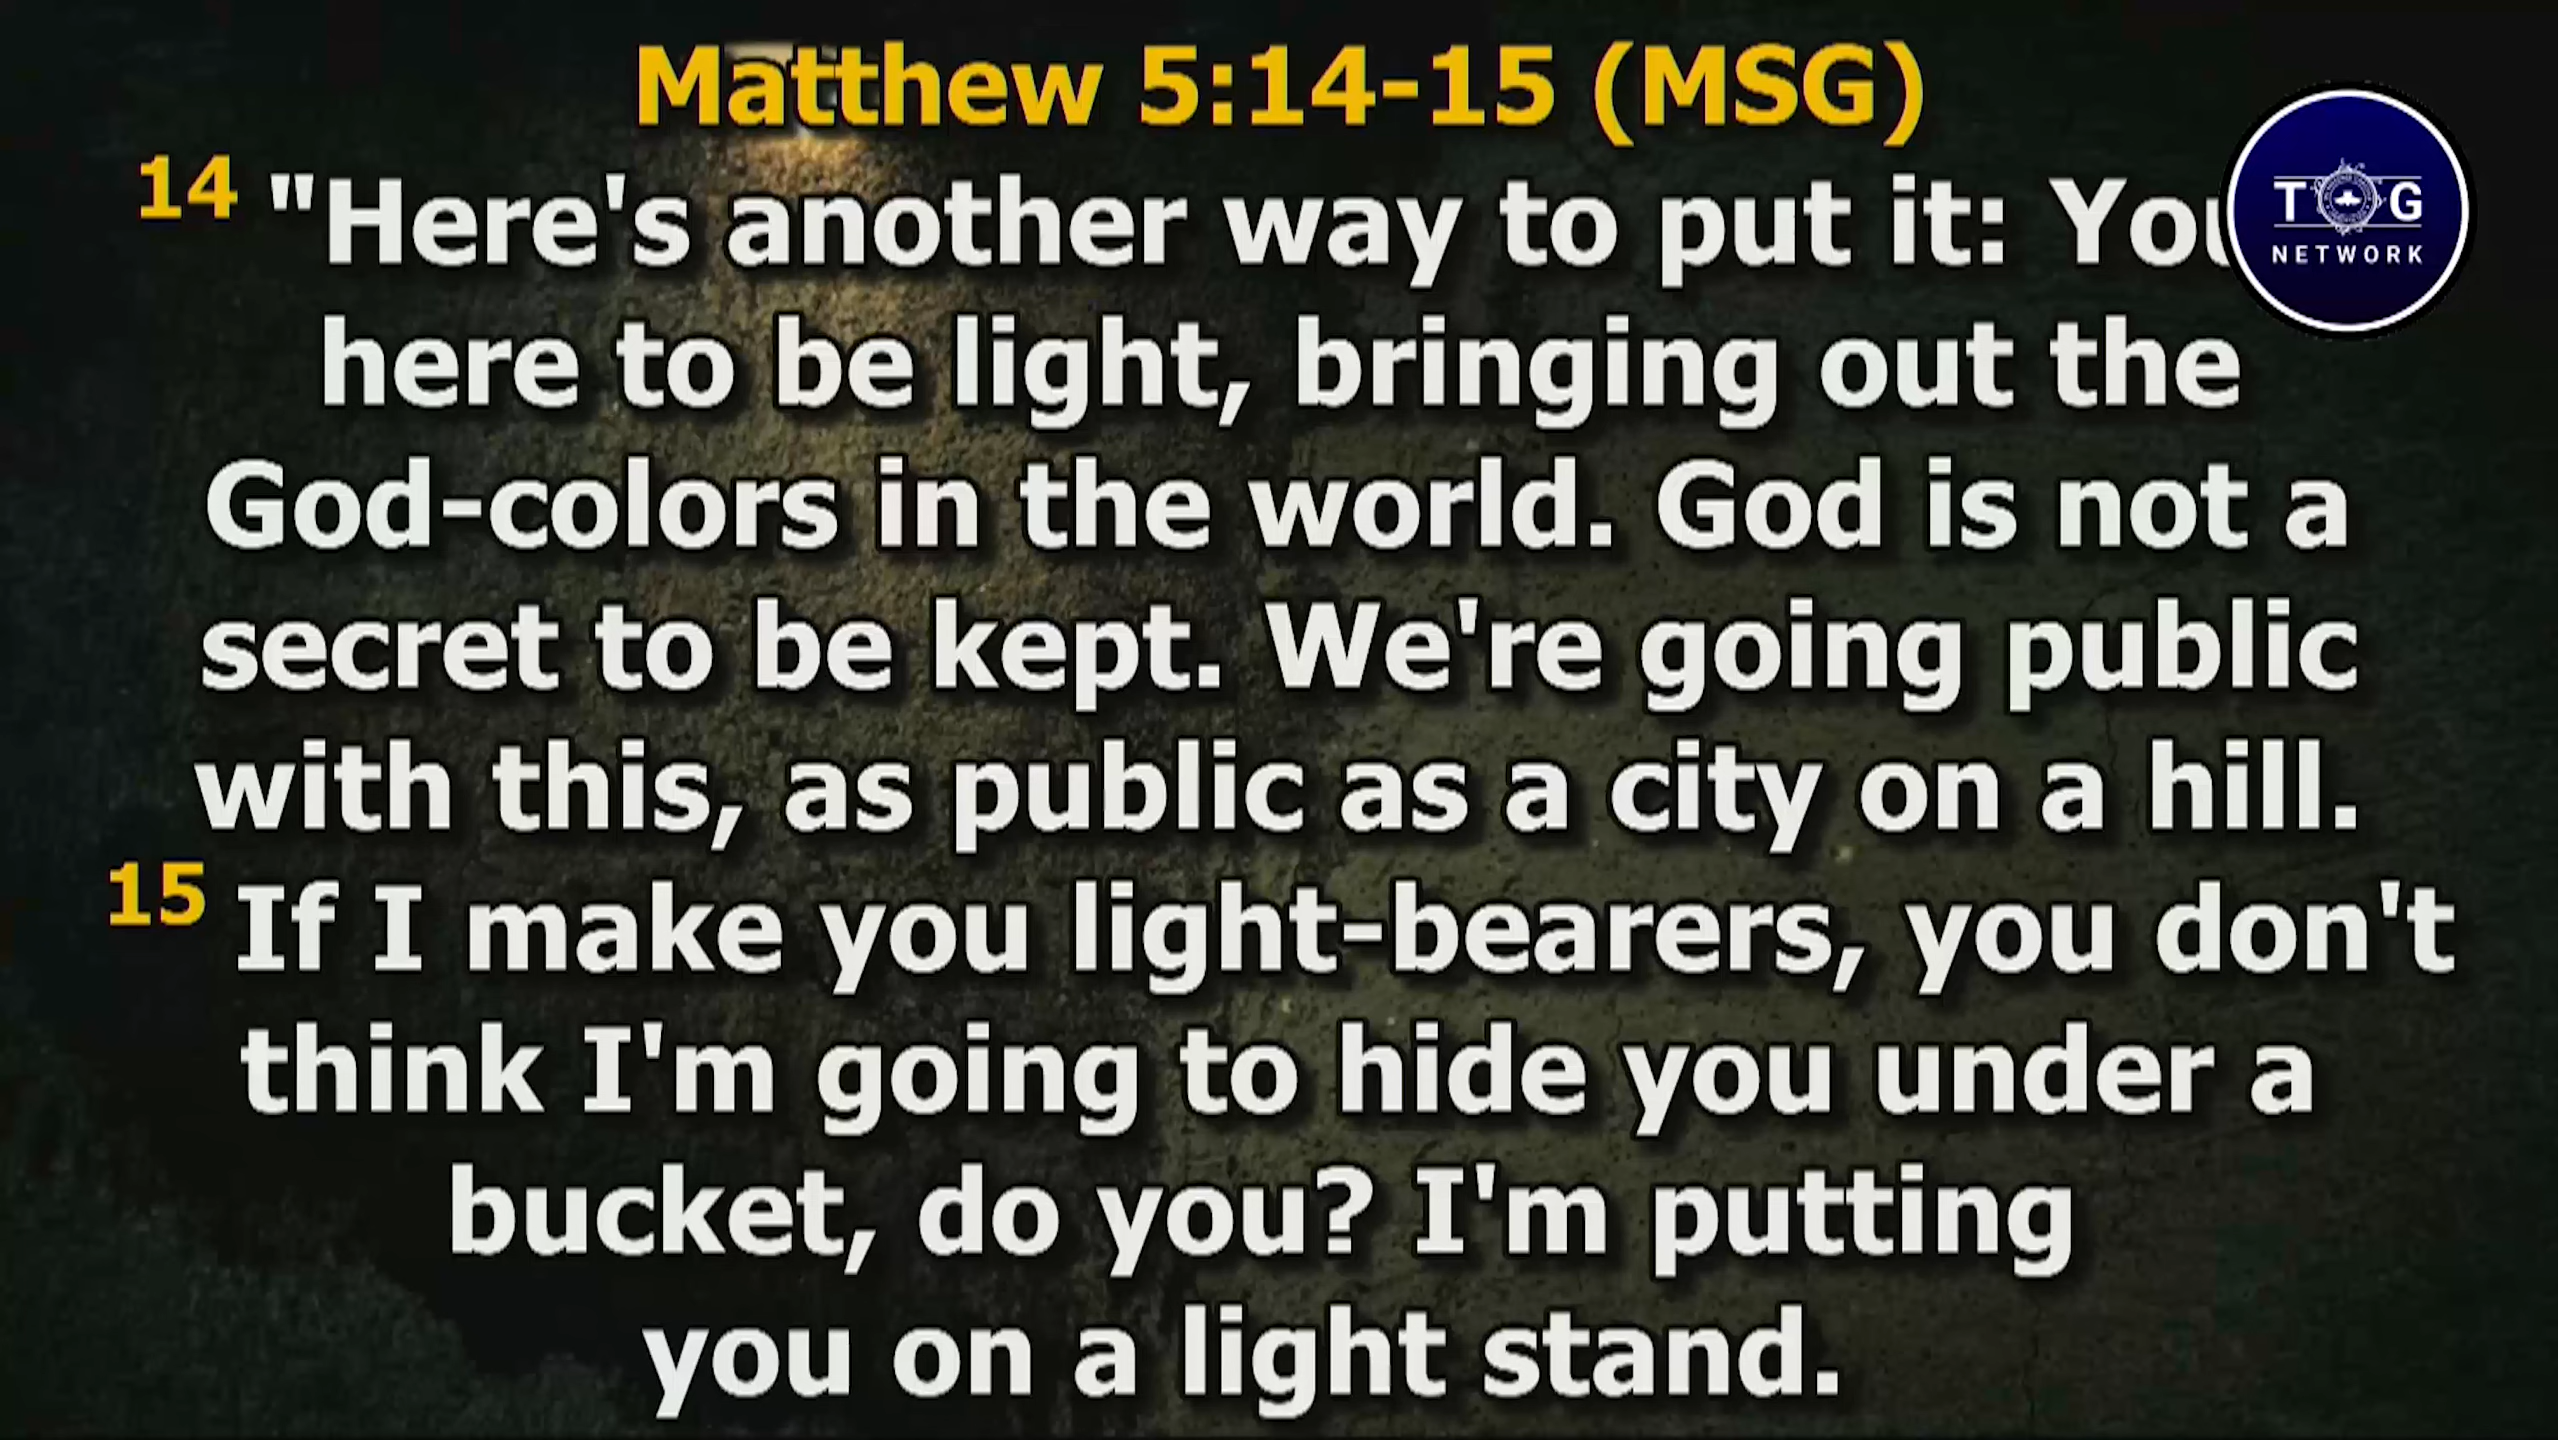 Matthew 5:14-15 (MSG)
14 "Here's another way to put it:
here to be light, bringing out the
God-colors in the world. God is not a
secret to be kept. We're going public
with this, as public as a city on a hill.
15 If I make you light-bearers, you don't
think I'm going to hide you under a
bucket, do you? I'm putting
you on a light stand.
TOG
NETWORK